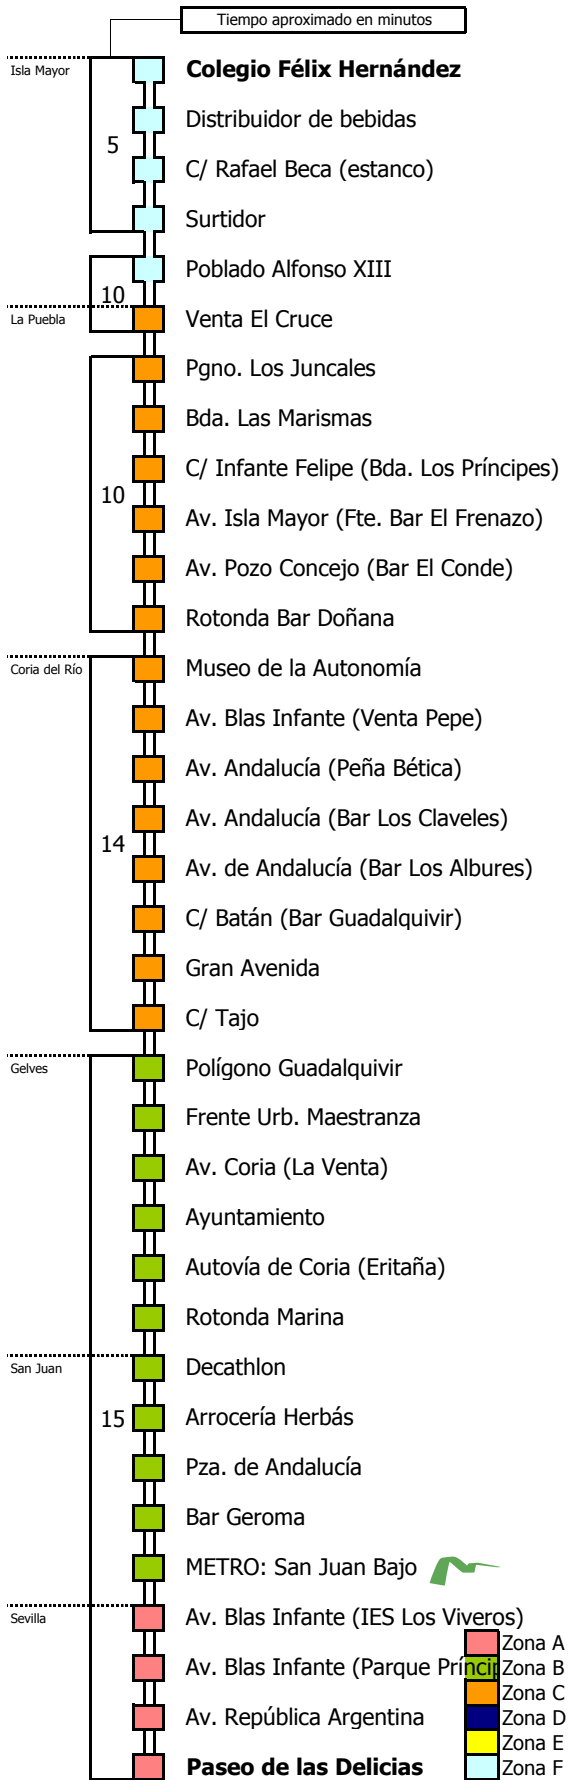 Tiempo aproximado en minutos
Isla Mayor
Colegio Félix Hernández
Distribuidor de bebidas
5
C/ Rafael Beca (estanco)
Surtidor
Poblado Alfonso XIII
10
La Puebla
Venta El Cruce
Pgno. Los Juncales
Bda. Las Marismas
C/ Infante Felipe (Bda. Los Príncipes)
10
Av. Isla Mayor (Fte. Bar El Frenazo)
Av. Pozo Concejo (Bar El Conde)
Rotonda Bar Doñana
Coria del Río
Museo de la Autonomía
Av. Blas Infante (Venta Pepe)
Av. Andalucía (Peña Bética)
Av. Andalucía (Bar Los Claveles)
14
Av. de Andalucía (Bar Los Albures)
C/ Batán (Bar Guadalquivir)
Gran Avenida
C/ Tajo
Gelves
Polígono Guadalquivir
Frente Urb. Maestranza
Av. Coria (La Venta)
Ayuntamiento
Autovía de Coria (Eritaña)
Rotonda Marina
San Juan
Decathlon
15
Arrocería Herbás
Pza. de Andalucía
Bar Geroma
METRO: San Juan Bajo
Sevilla
Av. Blas Infante (IES Los Viveros)
Av. Blas Infante (Parque Príncip
Av. República Argentina
Paseo de las Delicias
Zona A
Zona B
Zona C
Zona D
Zona E
Zona F